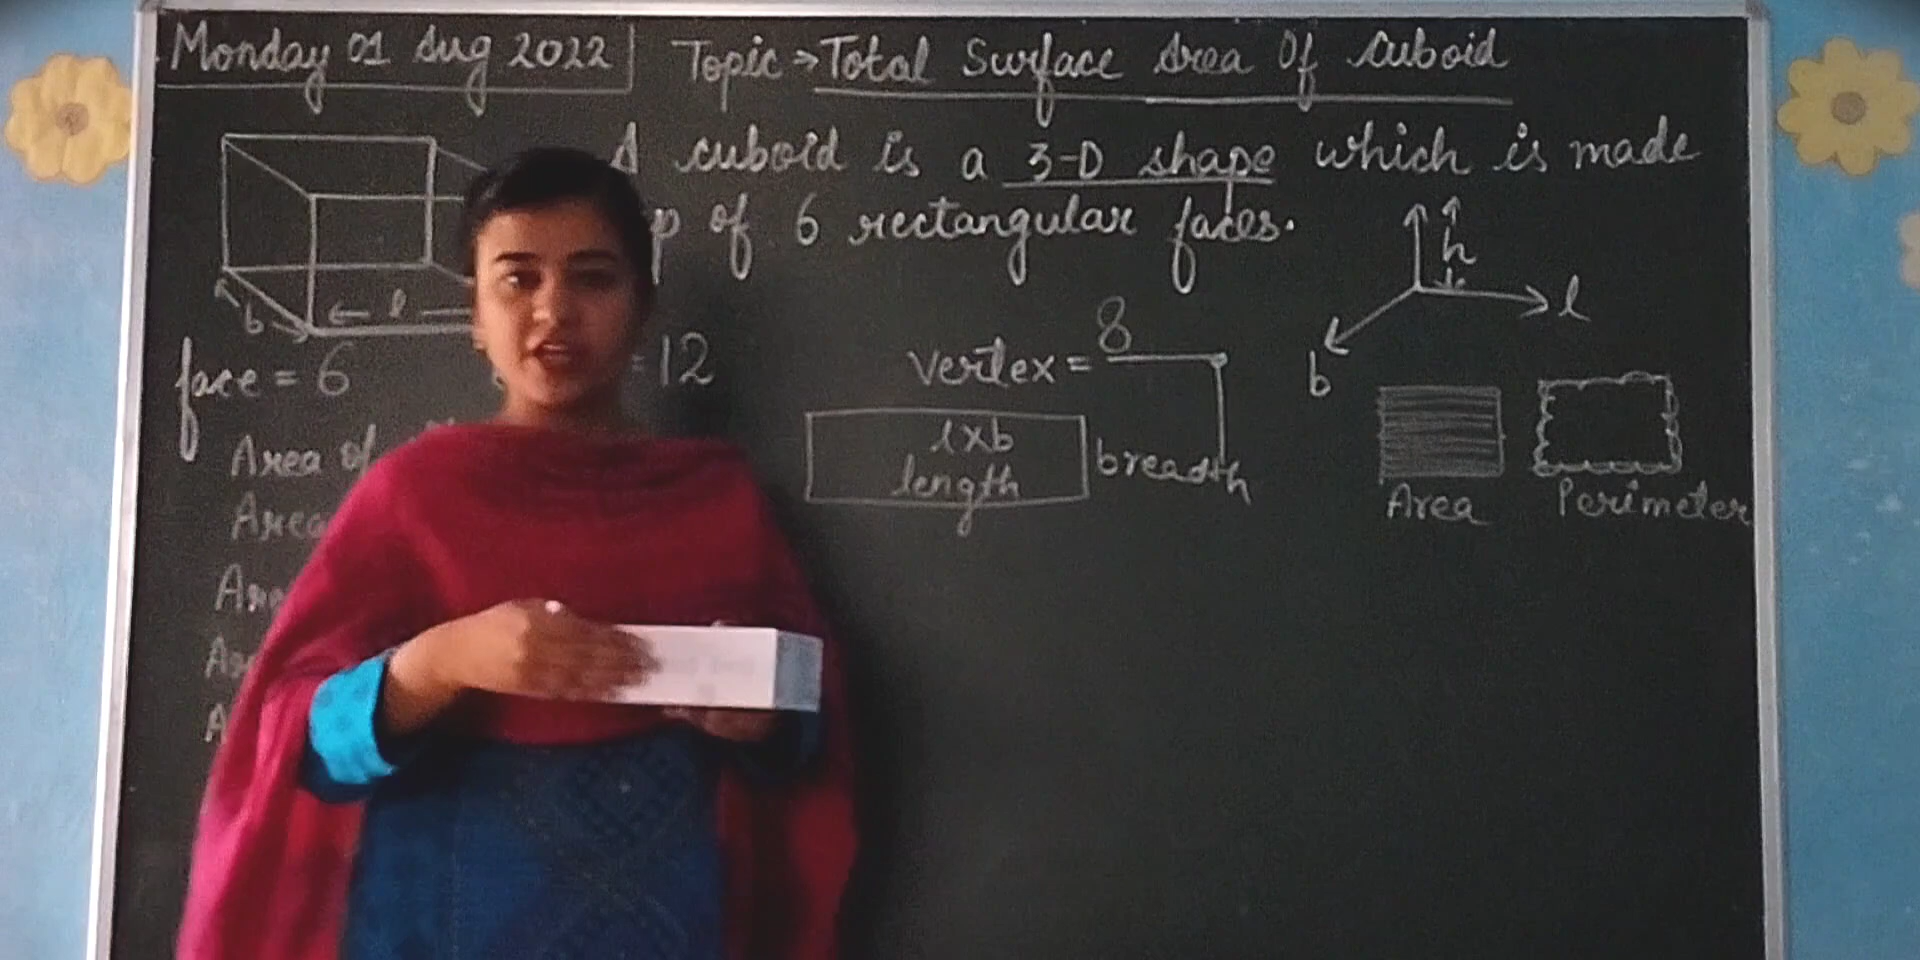 Monday 01 Aug 2022
Topic → Total Surface Area Of Cuboid
A cuboid is a 3-D shape which is made
of 6 rectangular faces.
h
l
b
b
l
face = 6
= 12
vertex = 8
l×b
length
breadth
Area
Perimeter
Area of
Area